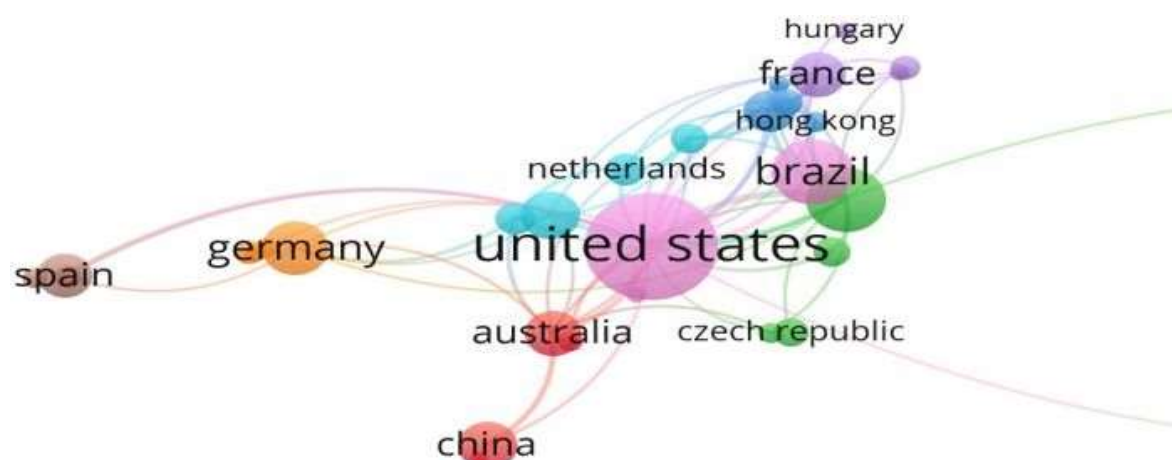 hungary
france
hong kong
netherlands
brazil
united states
germany
spain
australia
czech republic
china